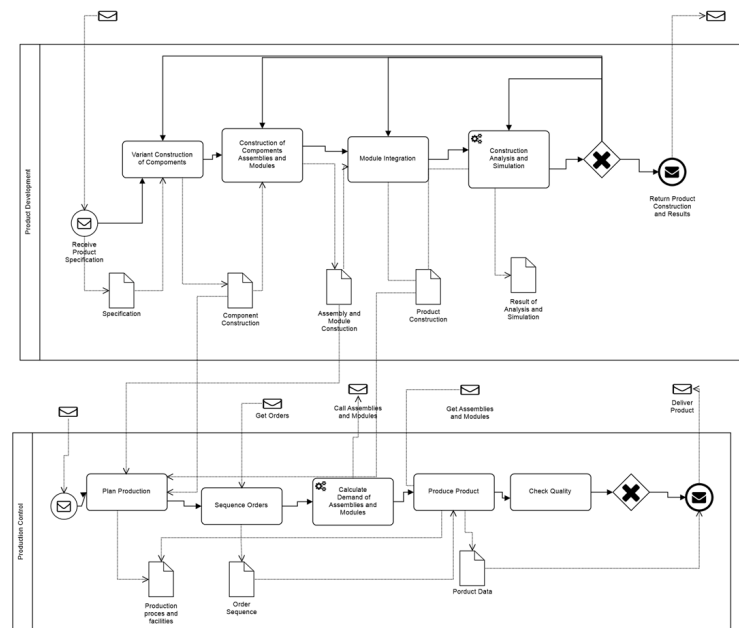 Product Development
Variant Construction
of Components
Construction of
Components
Assemblies and
Modules
Module Integration
Construction
Analysis and
Simulation
Receive
Product
Specification
Return Product
Construction
and Results
Specification
Component
Construction
Assembly and
Module
Constuction
Product
Construction
Result of
Analysis and
Simulation
Get Orders
Call Assemblies
and Modules
Get Assemblies
and Modules
Deliver
Product
Production Control
Plan Production
Sequence Orders
Calculate
Demand of
Assemblies and
Modules
Produce Product
Check Quality
Production
proces and
facilities
Order
Sequence
Porduct Data